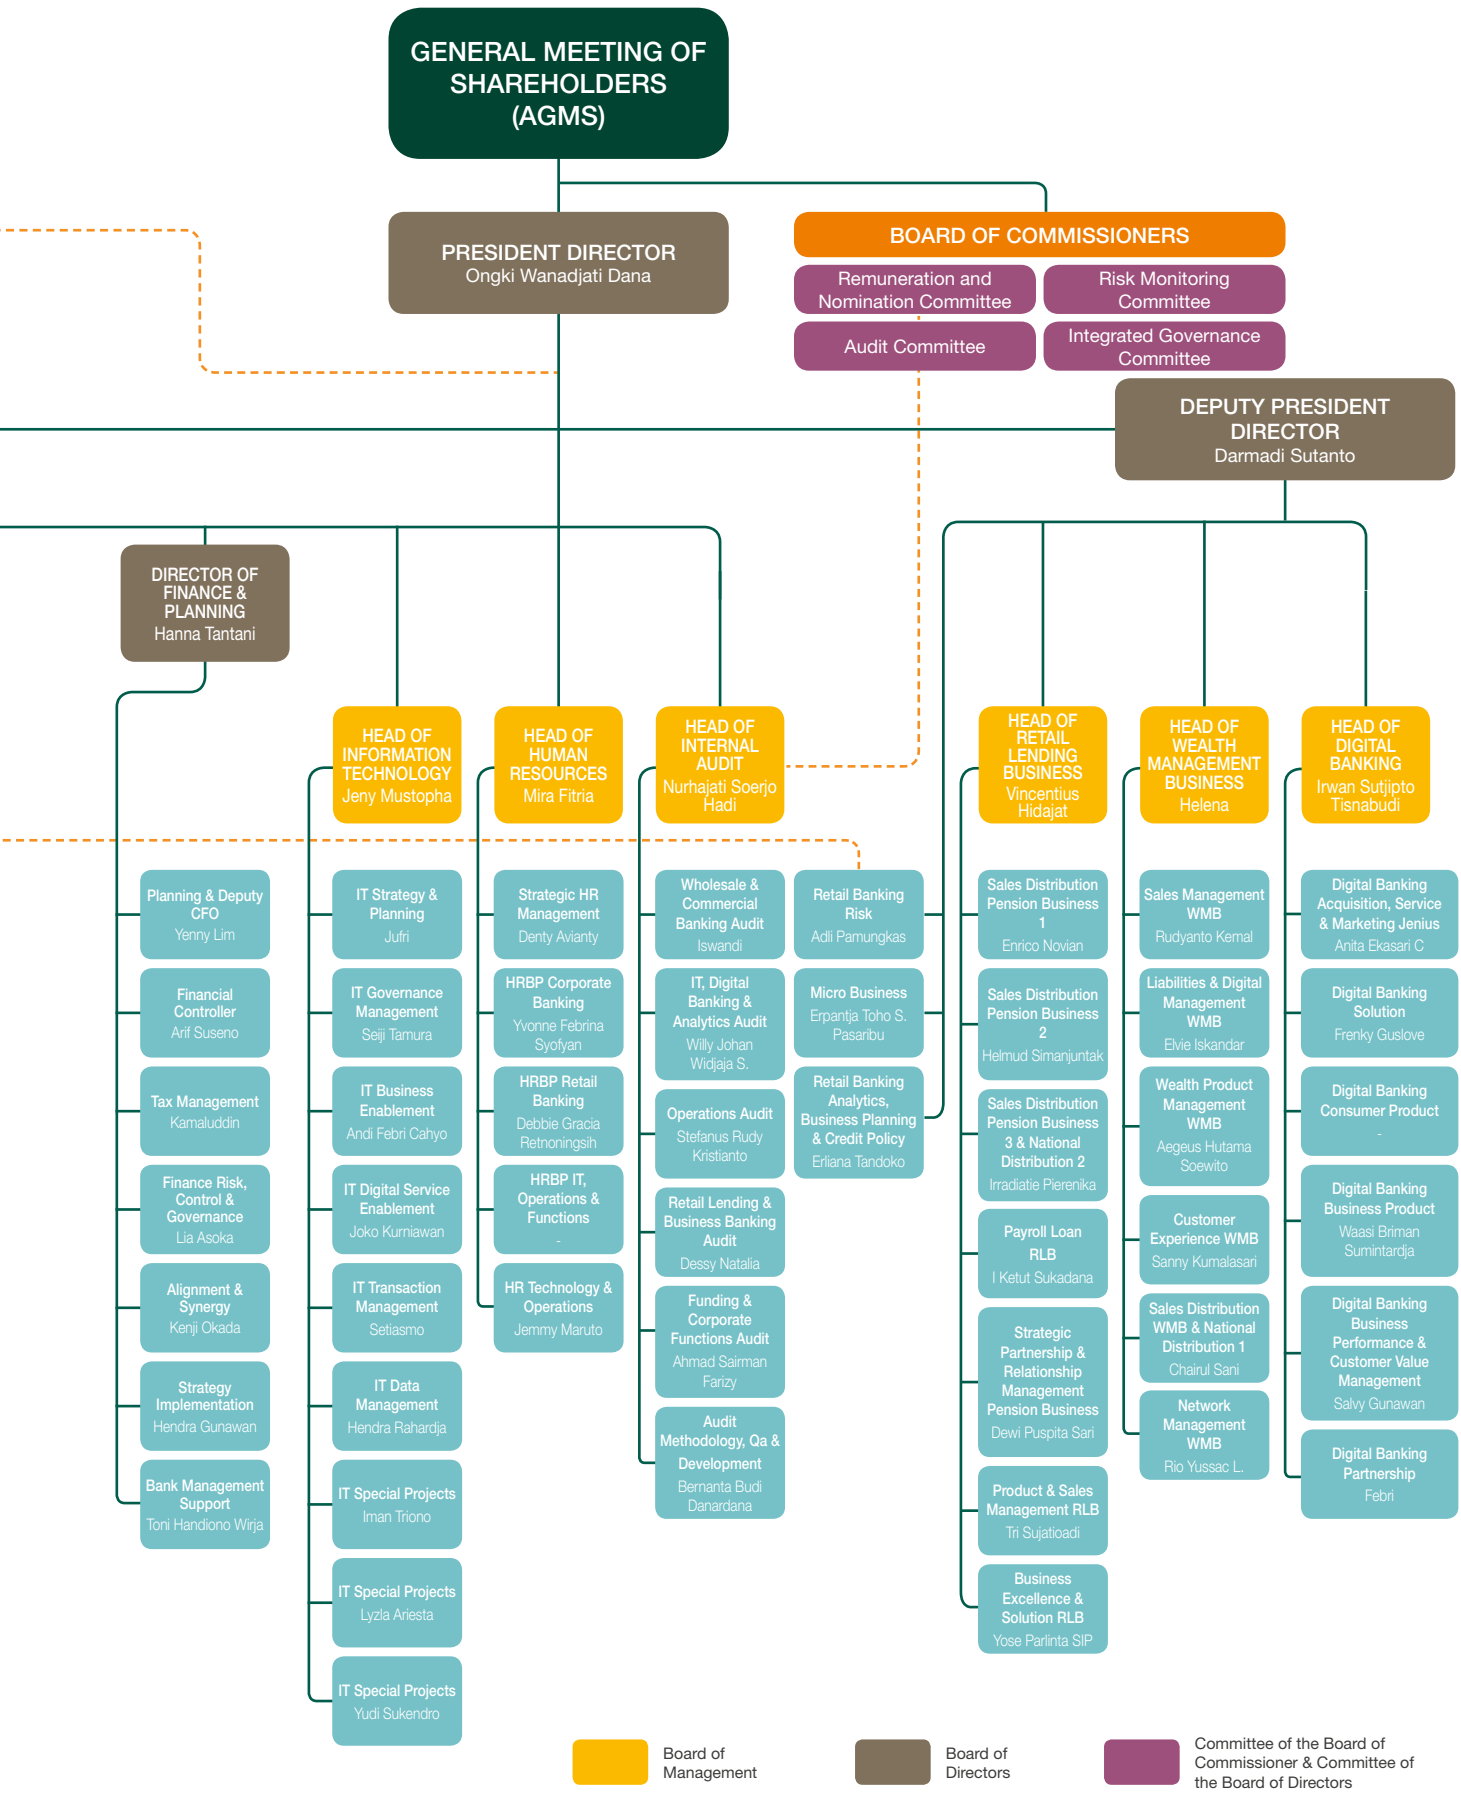 GENERAL MEETING OF
SHAREHOLDERS
(AGMS)
PRESIDENT DIRECTOR
Ongki Wanadjati Dana
BOARD OF COMMISSIONERS
Remuneration and
Nomination Committee
Risk Monitoring
Committee
Audit Committee
Integrated Governance
Committee
DEPUTY PRESIDENT
DIRECTOR
Darmadi Sutanto
DIRECTOR OF
FINANCE &
PLANNING
Hanna Tantani
HEAD OF
INFORMATION
TECHNOLOGY
Jeny Mustopha
HEAD OF
HUMAN
RESOURCES
Mira Fitria
HEAD OF
INTERNAL
AUDIT
Nurhajati Soerjo
Hadi
HEAD OF
RETAIL
LENDING
BUSINESS
Vincentius
Hidajat
HEAD OF
WEALTH
MANAGEMENT
BUSINESS
Helena
HEAD OF
DIGITAL
BANKING
Irwan Sutjipto
Tisnabudi
Planning & Deputy
CFO
Yenny Lim
Financial
Controller
Arif Suseno
Tax Management
Kamaluddin
Finance Risk,
Control &
Governance
Lia Asoka
Alignment &
Synergy
Kenji Okada
Strategy
Implementation
Hendra Gunawan
Bank Management
Support
Toni Handiono Wirja
IT Strategy &
Planning
Jufri
IT Governance
Management
Seiji Tamura
IT Business
Enablement
Andi Febri Cahyo
IT Digital Service
Enablement
Joko Kurniawan
IT Transaction
Management
Setiasmo
IT Data
Management
Hendra Rahardja
IT Special Projects
Iman Triono
IT Special Projects
Lyzla Ariesta
IT Special Projects
Yudi Sukendro
Strategic HR
Management
Denty Avianty
HRBP Corporate
Banking
Yvonne Febrina
Syofyan
HRBP Retail
Banking
Debbie Gracia
Retnoningsih
HRBP IT,
Operations &
Functions
-
HR Technology &
Operations
Jemmy Maruto
Wholesale &
Commercial
Banking Audit
Iswandi
IT, Digital
Banking &
Analytics Audit
Willy Johan
Widjaja S.
Operations Audit
Stefanus Rudy
Kristianto
Retail Lending &
Business Banking
Audit
Dessy Natalia
Funding &
Corporate
Functions Audit
Ahmad Sairman
Farizy
Audit
Methodology, Qa &
Development
Bernanta Budi
Danardana
Retail Banking
Risk
Adli Pamungkas
Micro Business
Erpantja Toho S.
Pasaribu
Retail Banking
Analytics,
Business Planning
& Credit Policy
Erliana Tandoko
Sales Distribution
Pension Business
1
Enrico Novian
Sales Distribution
Pension Business
2
Helmud Simanjuntak
Sales Distribution
Pension Business
3 & National
Distribution 2
Irradiatie Pierenika
Payroll Loan
RLB
I Ketut Sukadana
Strategic
Partnership &
Relationship
Management
Pension Business
Dewi Puspita Sari
Product & Sales
Management RLB
Tri Sujatioadi
Business
Excellence &
Solution RLB
Yose Parlinta SIP
Sales Management
WMB
Rudyanto Kemal
Liabilities & Digital
Management
WMB
Elvie Iskandar
Wealth Product
Management
WMB
Aegeus Hutama
Soewito
Customer
Experience WMB
Sanny Kumalasari
Sales Distribution
WMB & National
Distribution 1
Chairul Sani
Network
Management
WMB
Rio Yussac L.
Digital Banking
Acquisition, Service
& Marketing Jenius
Anita Ekasari C
Digital Banking
Solution
Frenky Guslove
Digital Banking
Consumer Product
-
Digital Banking
Business Product
Waasi Briman
Sumintardja
Digital Banking
Business
Performance &
Customer Value
Management
Salvy Gunawan
Digital Banking
Partnership
Febri
Board of
Management
Board of
Directors
Committee of the Board of
Commissioner & Committee of
the Board of Directors